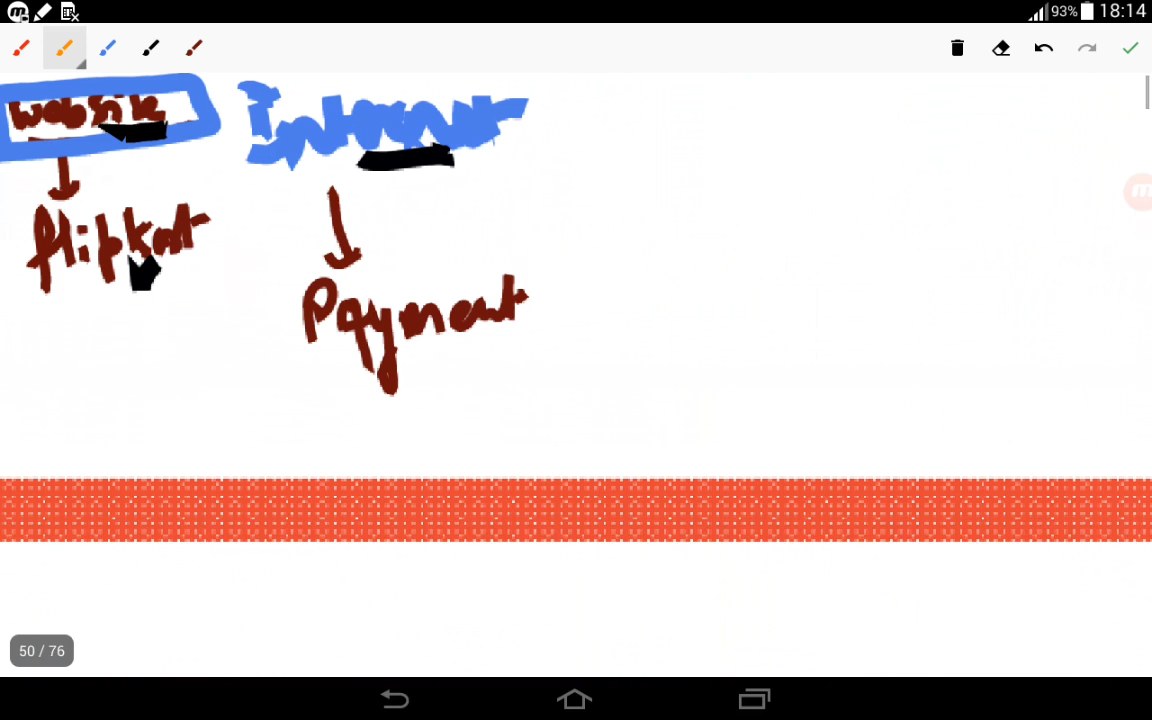 93% 18:14
website Internet
flipkart
Payment
50 / 76